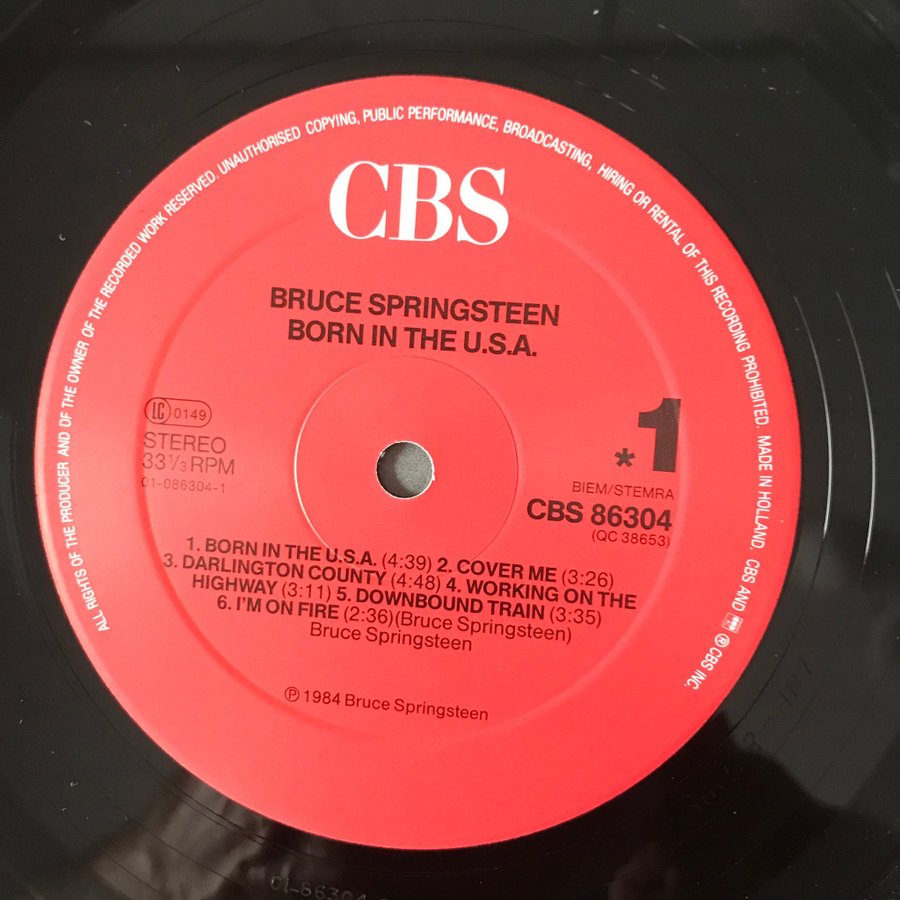 ALL RIGHTS OF THE PRODUCER AND OF THE OWNER OF THE RECORDED WORK RESERVED. UNAUTHORISED COPYING, PUBLIC PERFORMANCE, BROADCASTING, HIRING OR RENTAL OF THIS RECORDING PROHIBITED. MADE IN HOLLAND. CBS AND ® CBS INC.
CBS
BRUCE SPRINGSTEEN
BORN IN THE U.S.A.
LC 0149
STEREO
33 1/3 RPM
01-086304-1
*1
BIEM/STEMRA
CBS 86304
(QC 38653)
1. BORN IN THE U.S.A. (4:39) 2. COVER ME (3:26)
3. DARLINGTON COUNTY (4:48) 4. WORKING ON THE
HIGHWAY (3:11) 5. DOWNBOUND TRAIN (3:35)
6. I'M ON FIRE (2:36)(Bruce Springsteen)
Bruce Springsteen
℗ 1984 Bruce Springsteen